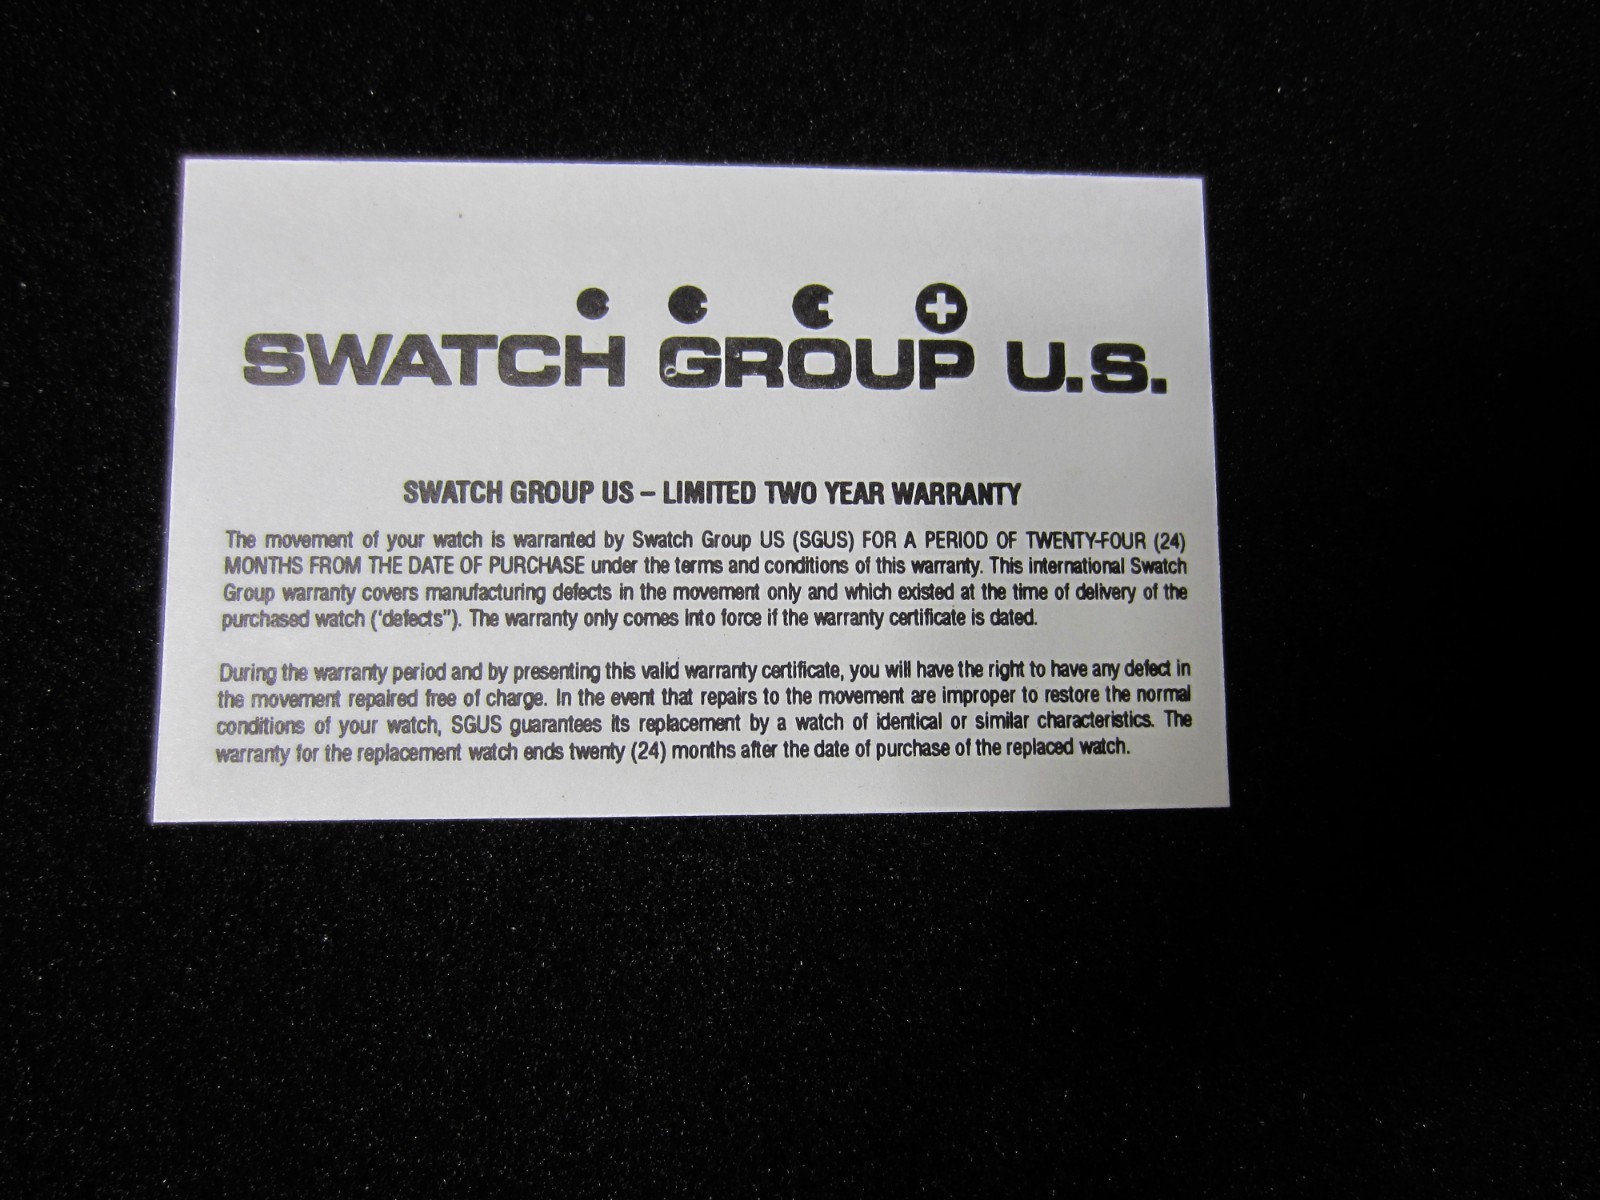 SWATCH GROUP U.S.
SWATCH GROUP US – LIMITED TWO YEAR WARRANTY
The movement of your watch is warranted by Swatch Group US (SGUS) FOR A PERIOD OF TWENTY-FOUR (24)
MONTHS FROM THE DATE OF PURCHASE under the terms and conditions of this warranty. This international Swatch
Group warranty covers manufacturing defects in the movement only and which existed at the time of delivery of the
purchased watch (‘defects”). The warranty only comes into force if the warranty certificate is dated.
During the warranty period and by presenting this valid warranty certificate, you will have the right to have any defect in
the movement repaired free of charge. In the event that repairs to the movement are improper to restore the normal
conditions of your watch, SGUS guarantees its replacement by a watch of identical or similar characteristics. The
warranty for the replacement watch ends twenty (24) months after the date of purchase of the replaced watch.